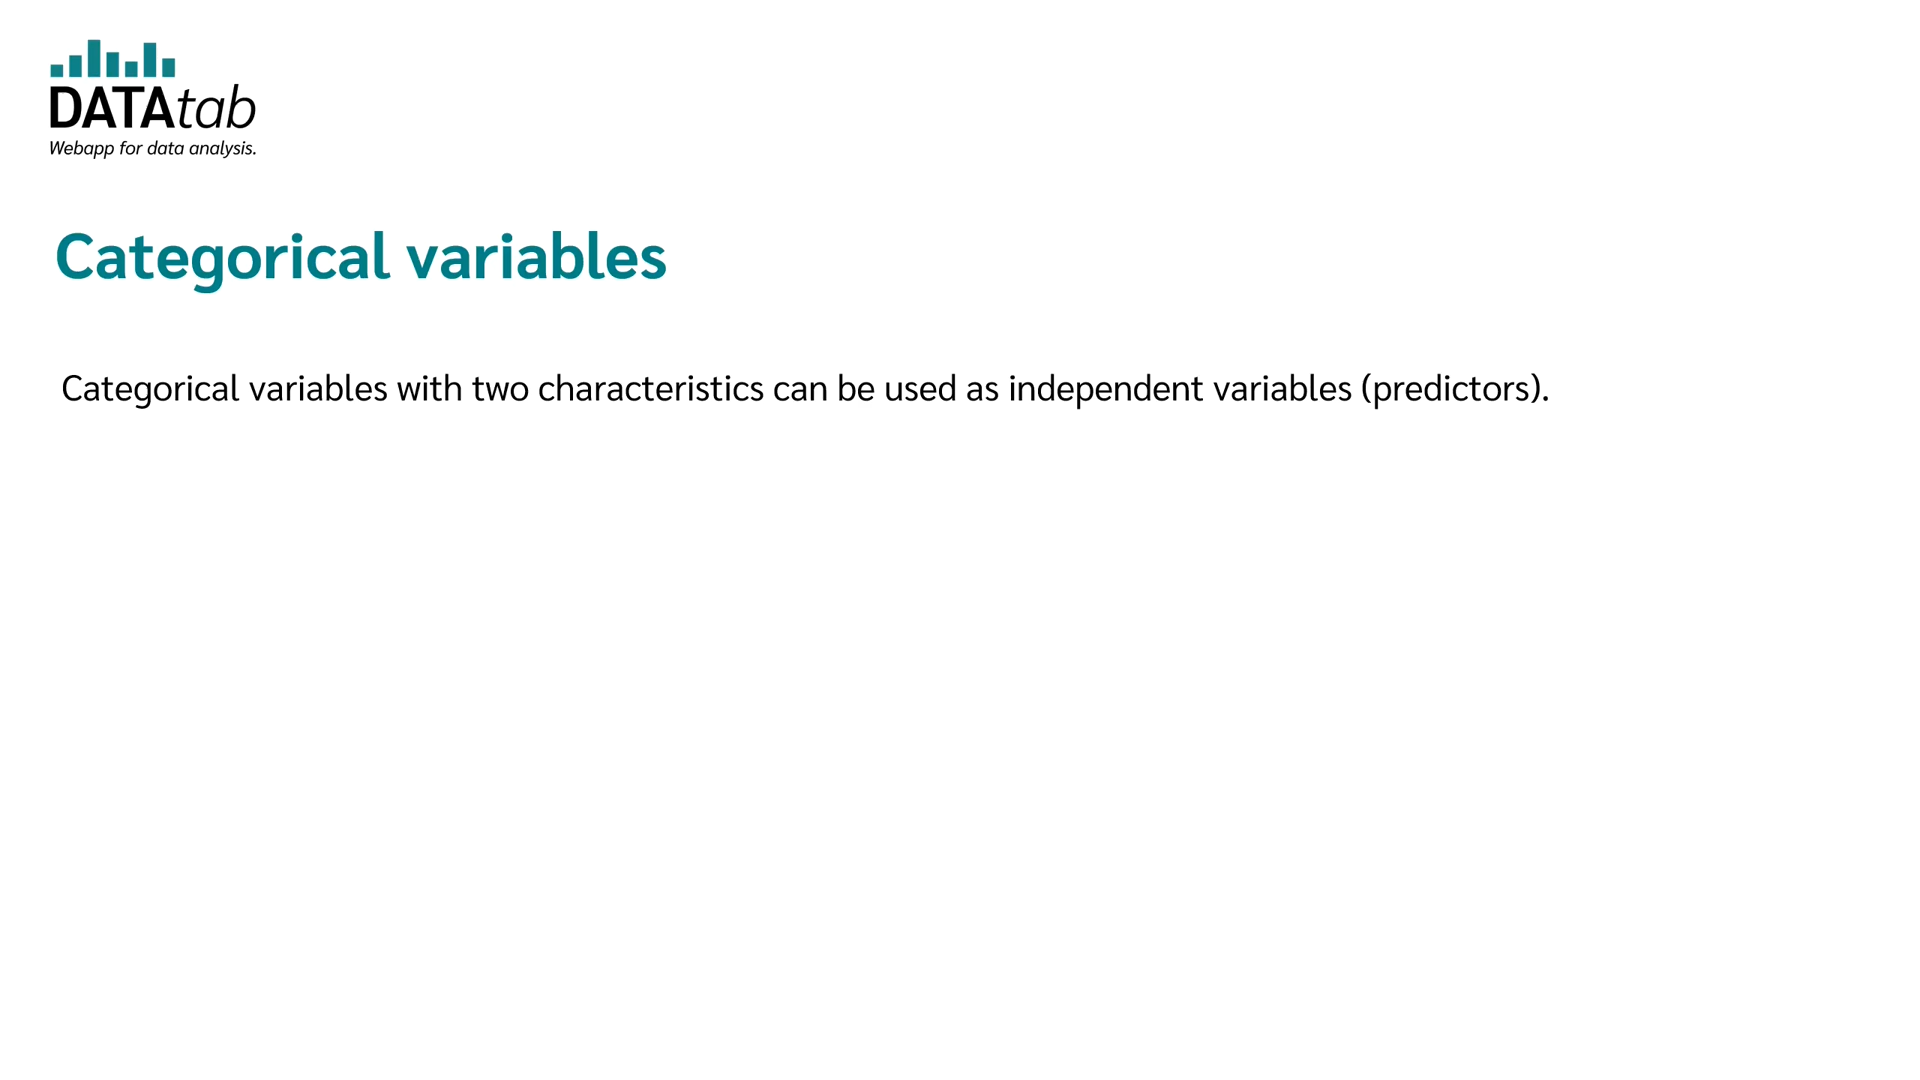 DATAtab
Webapp for data analysis.
Categorical variables
Categorical variables with two characteristics can be used as independent variables (predictors).